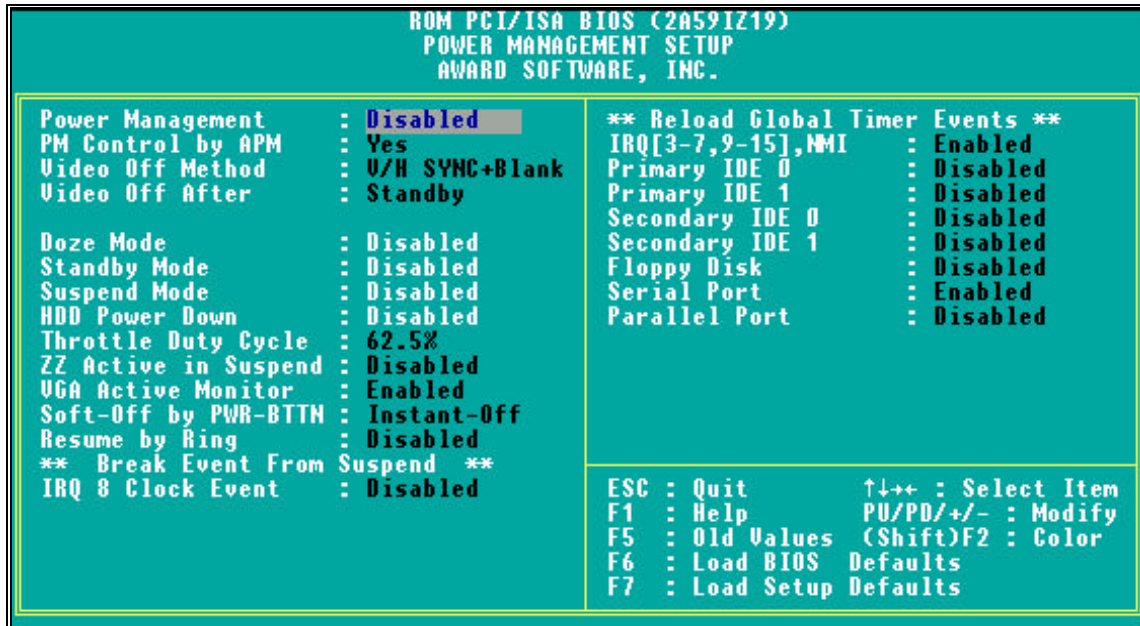 ROM PCI/ISA BIOS (2A59IZ19)
POWER MANAGEMENT SETUP
AWARD SOFTWARE, INC.
Power Management : Disabled
PM Control by APM : Yes
Video Off Method : V/H SYNC+Blank
Video Off After : Standby
Doze Mode : Disabled
Standby Mode : Disabled
Suspend Mode : Disabled
HDD Power Down : Disabled
Throttle Duty Cycle : 62.5%
ZZ Active in Suspend : Disabled
VGA Active Monitor : Enabled
Soft-Off by PWR-BTTN : Instant-Off
Resume by Ring : Disabled
** Break Event From Suspend **
IRQ 8 Clock Event : Disabled
** Reload Global Timer Events **
IRQ[3-7,9-15],NMI : Enabled
Primary IDE 0 : Disabled
Primary IDE 1 : Disabled
Secondary IDE 0 : Disabled
Secondary IDE 1 : Disabled
Floppy Disk : Disabled
Serial Port : Enabled
Parallel Port : Disabled
ESC : Quit ↑↓→← : Select Item
F1 : Help PU/PD/+/- : Modify
F5 : Old Values (Shift)F2 : Color
F6 : Load BIOS Defaults
F7 : Load Setup Defaults